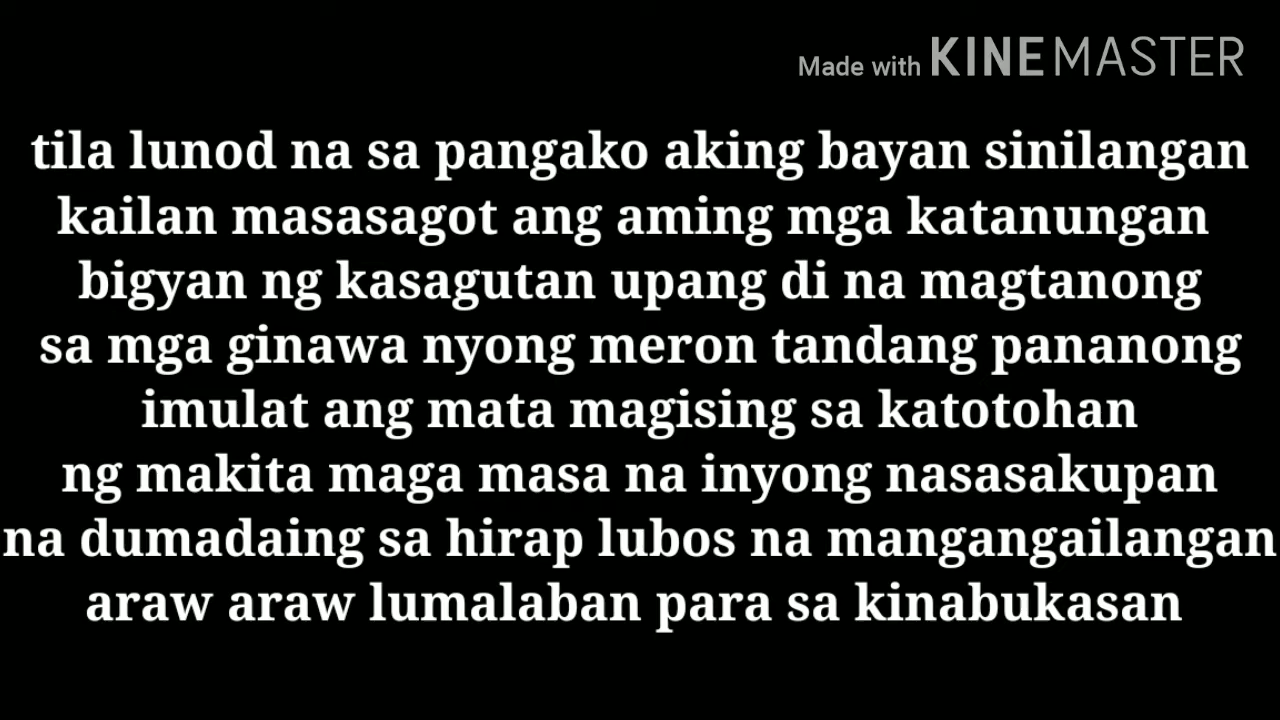 Made with KINEMASTER
tila lunod na sa pangako aking bayan sinilangan
kailan masasagot ang aming mga katanungan
bigyan ng kasagutan upang di na magtanong
sa mga ginawa nyong meron tandang pananong
imulat ang mata magising sa katotohan
ng makita maga masa na inyong nasasakupan
na dumadaing sa hirap lubos na mangangailangan
araw araw lumalaban para sa kinabukasan